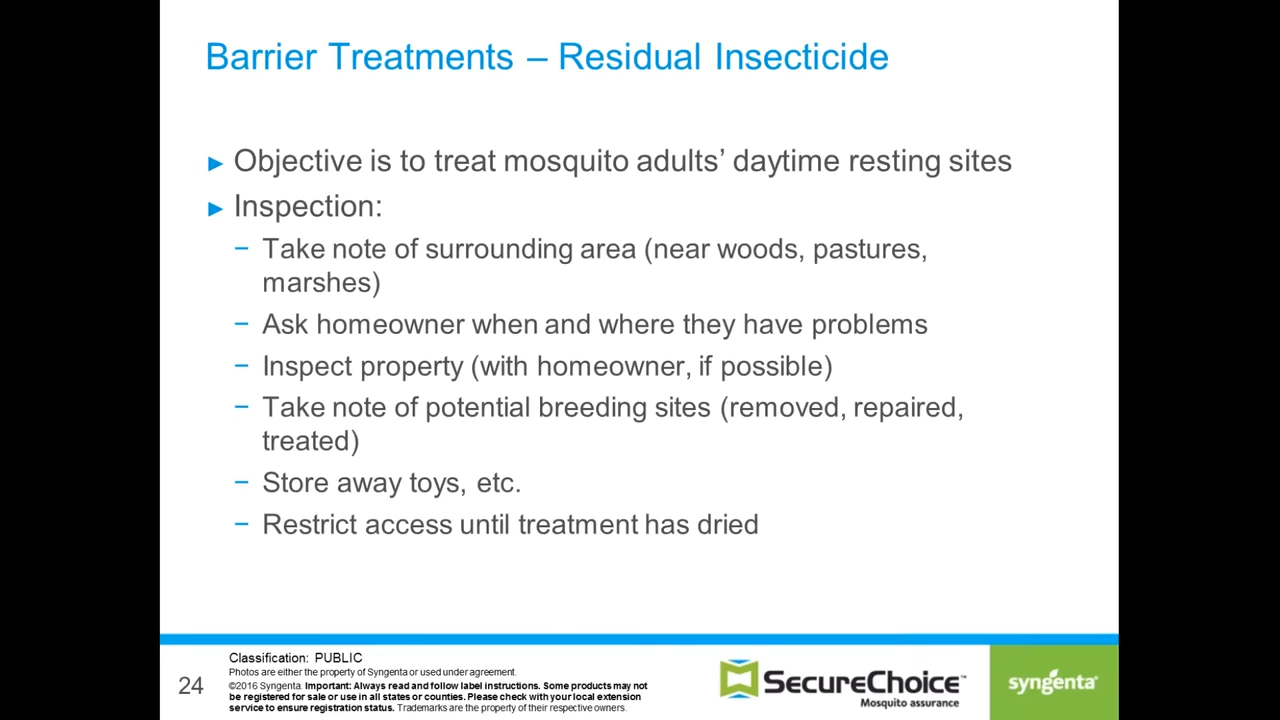 Barrier Treatments – Residual Insecticide
► Objective is to treat mosquito adults’ daytime resting sites
► Inspection:
− Take note of surrounding area (near woods, pastures,
marshes)
− Ask homeowner when and where they have problems
− Inspect property (with homeowner, if possible)
− Take note of potential breeding sites (removed, repaired,
treated)
− Store away toys, etc.
− Restrict access until treatment has dried
24
Classification: PUBLIC
Photos are either the property of Syngenta or used under agreement.
©2016 Syngenta. Important: Always read and follow label instructions. Some products may not
be registered for sale or use in all states or counties. Please check with your local extension
service to ensure registration status. Trademarks are the property of their respective owners.
SecureChoice™
Mosquito assurance
syngenta